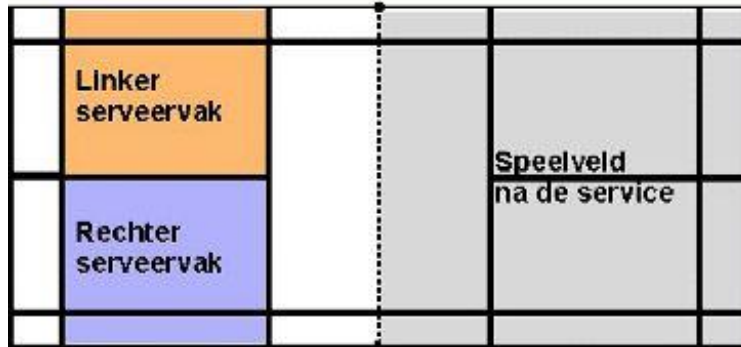 Linker
serveervak
Speelveld
na de service
Rechter
serveervak